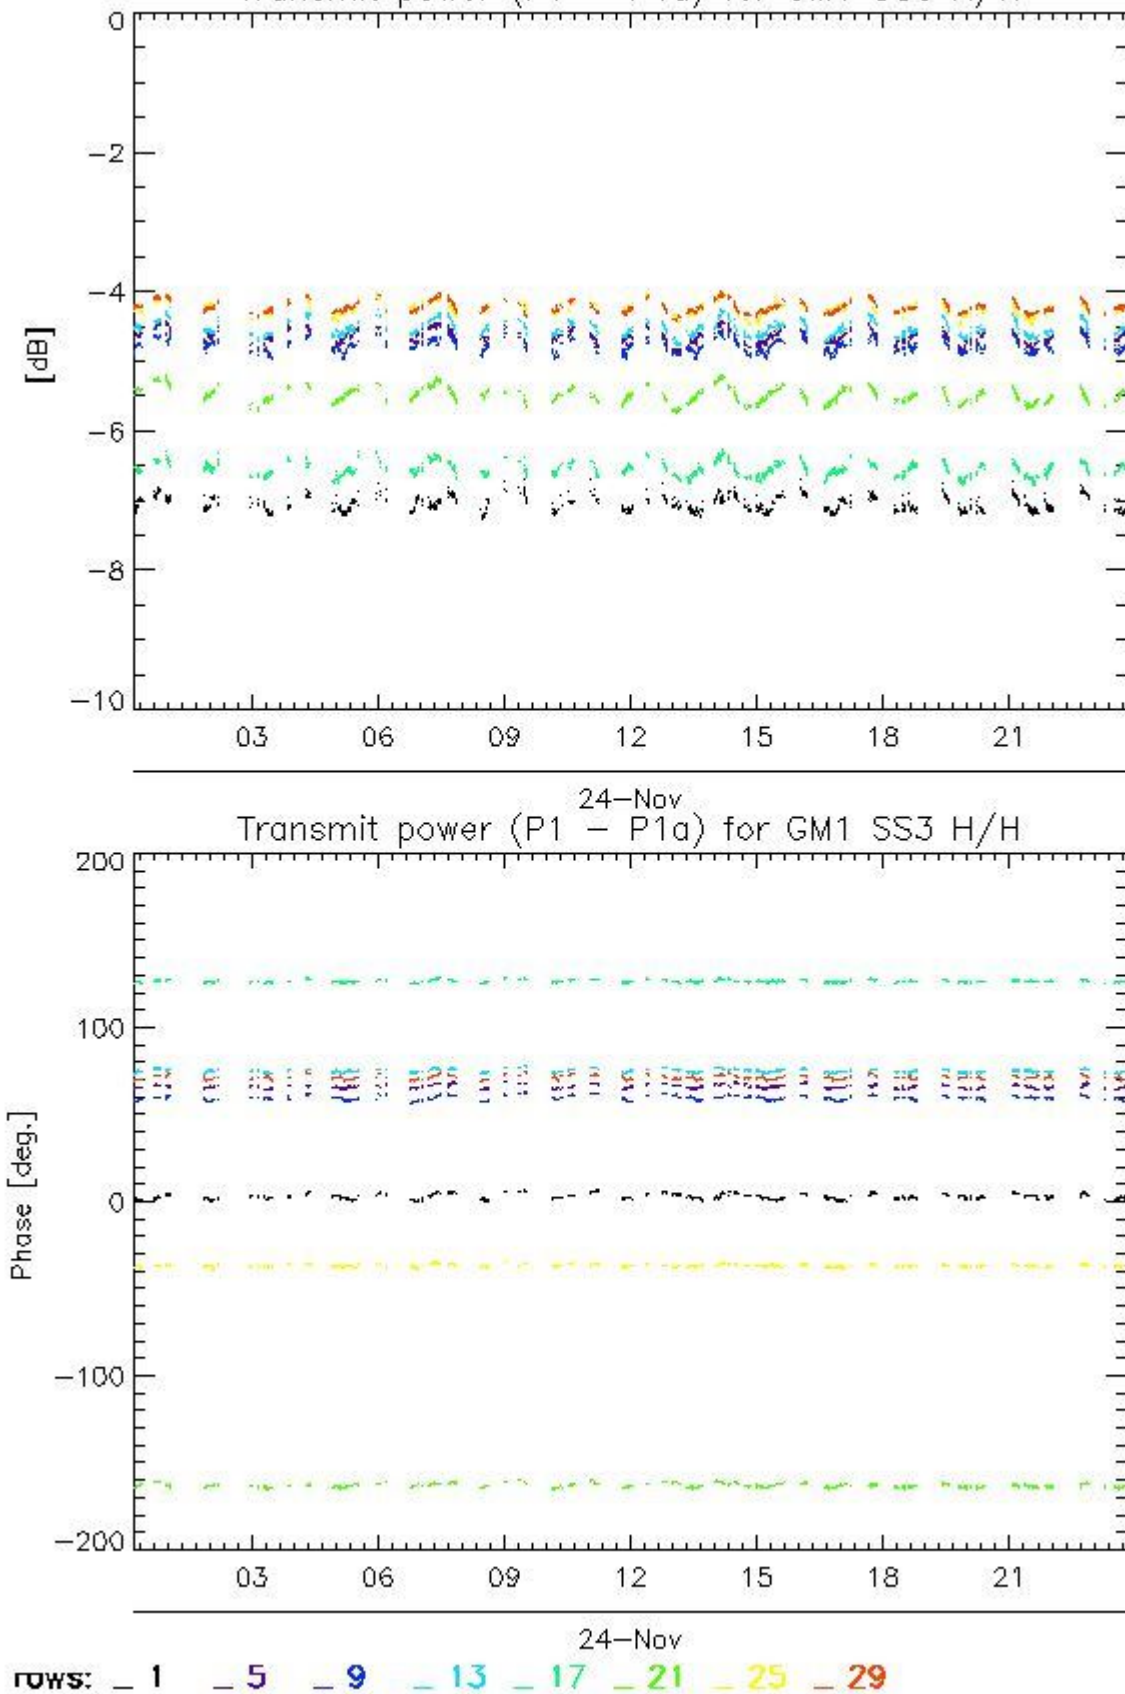 0
−2
−4
[dB]
−6
−8
−10
03 06 09 12 15 18 21
24−Nov
Transmit power (P1 − P1a) for GM1 SS3 H/H
200
100
Phase [deg.]
0
−100
−200
03 06 09 12 15 18 21
24−Nov
rows: _ 1 _ 5 _ 9 _ 13 _ 17 _ 21 _ 25 _ 29